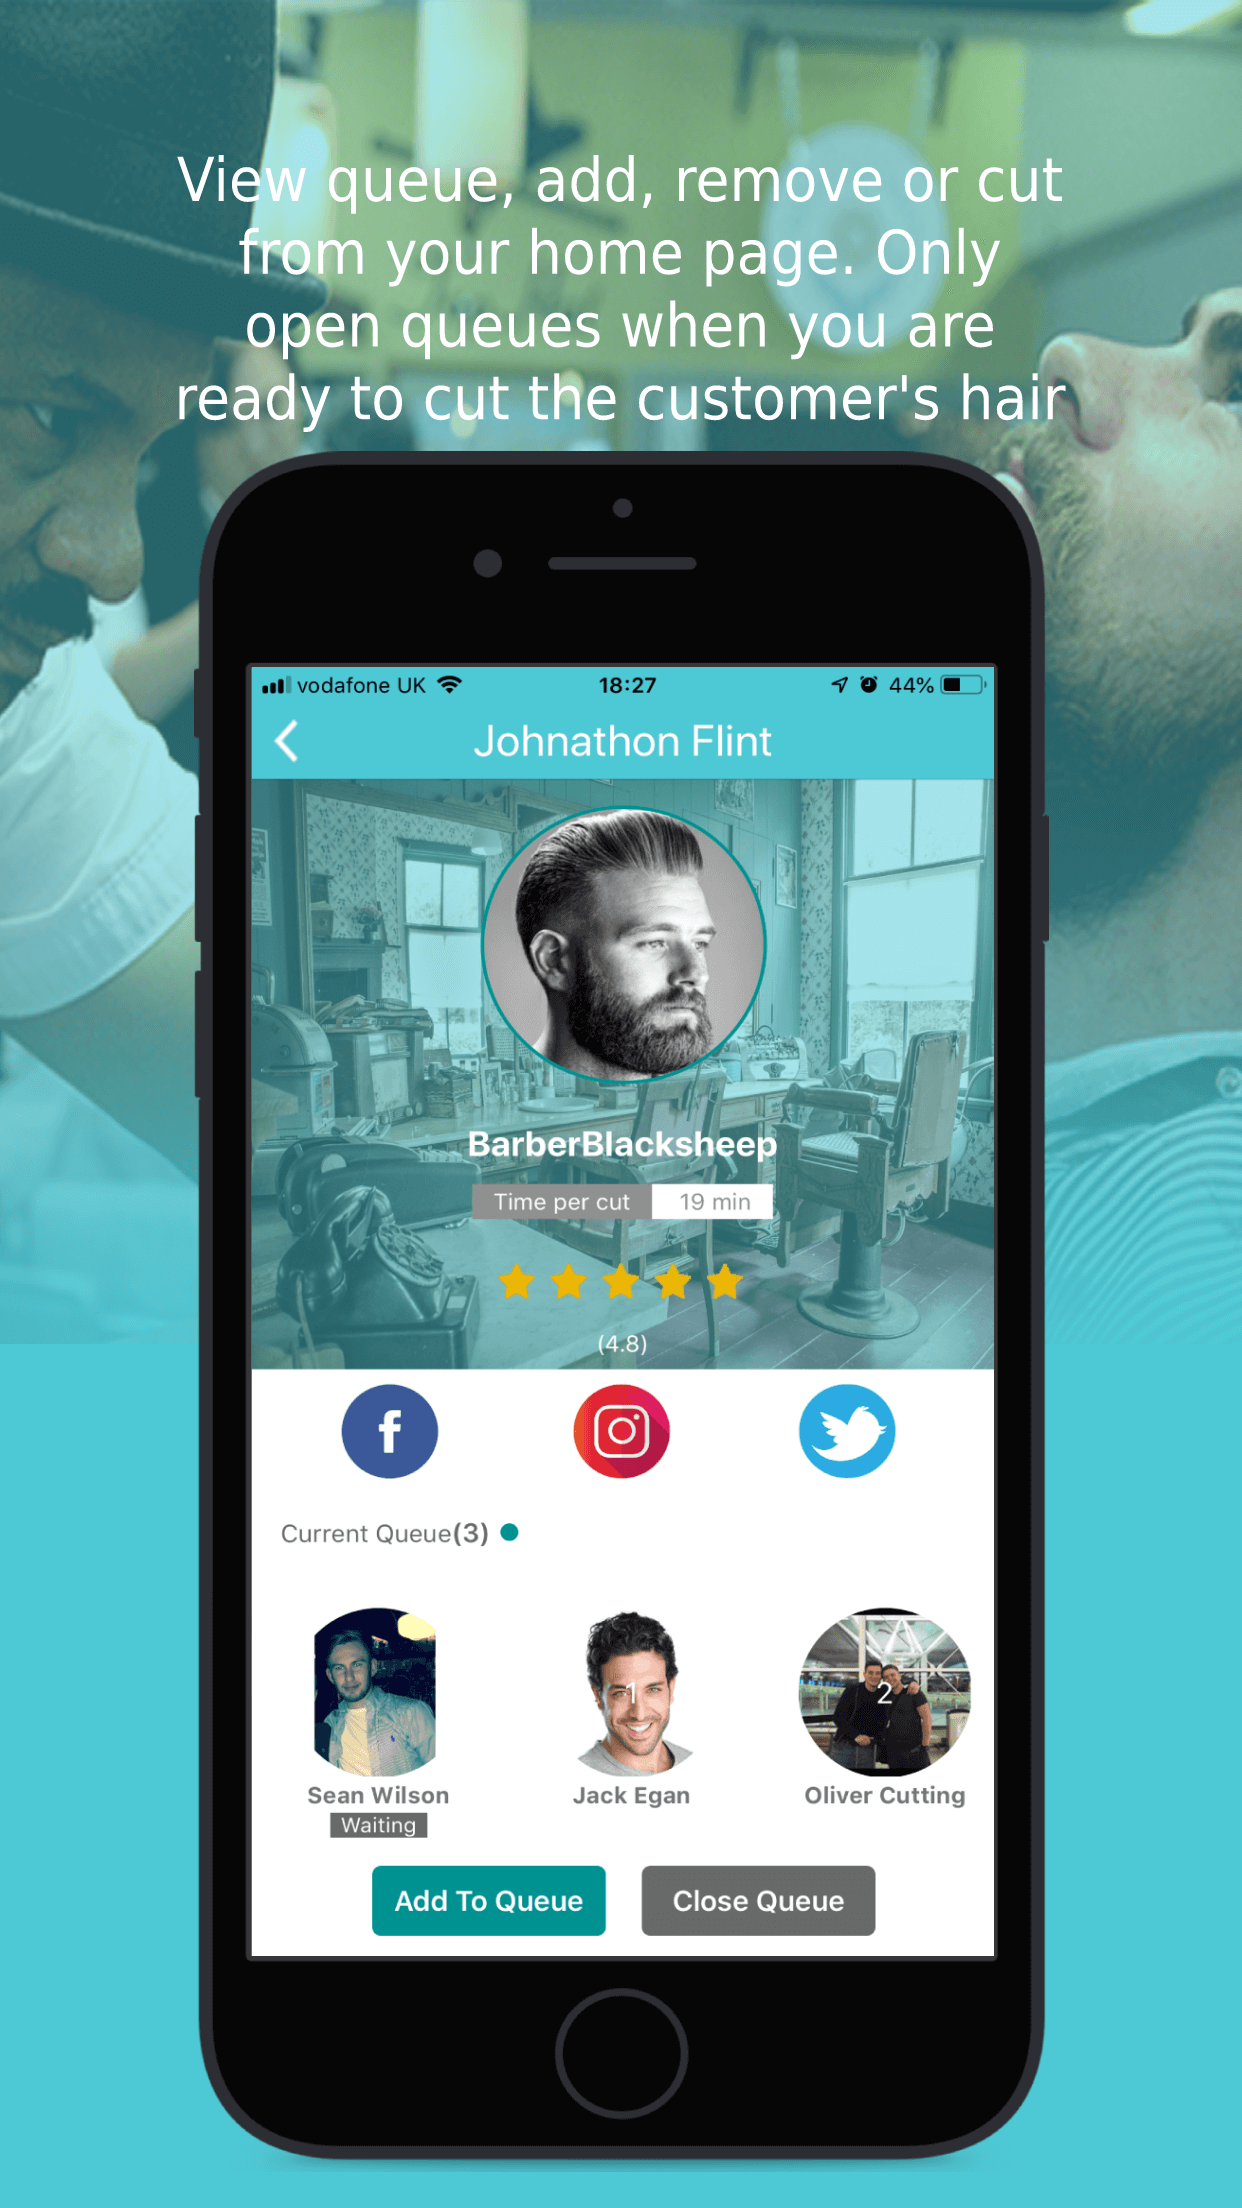 View queue, add, remove or cut
from your home page. Only
open queues when you are
ready to cut the customer's hair
vodafone UK 18:27 44%
Johnathon Flint
BarberBlacksheep
Time per cut 19 min
(4.8)
f
Current Queue(3)
1 2
Sean Wilson Jack Egan Oliver Cutting
Waiting
Add To Queue Close Queue